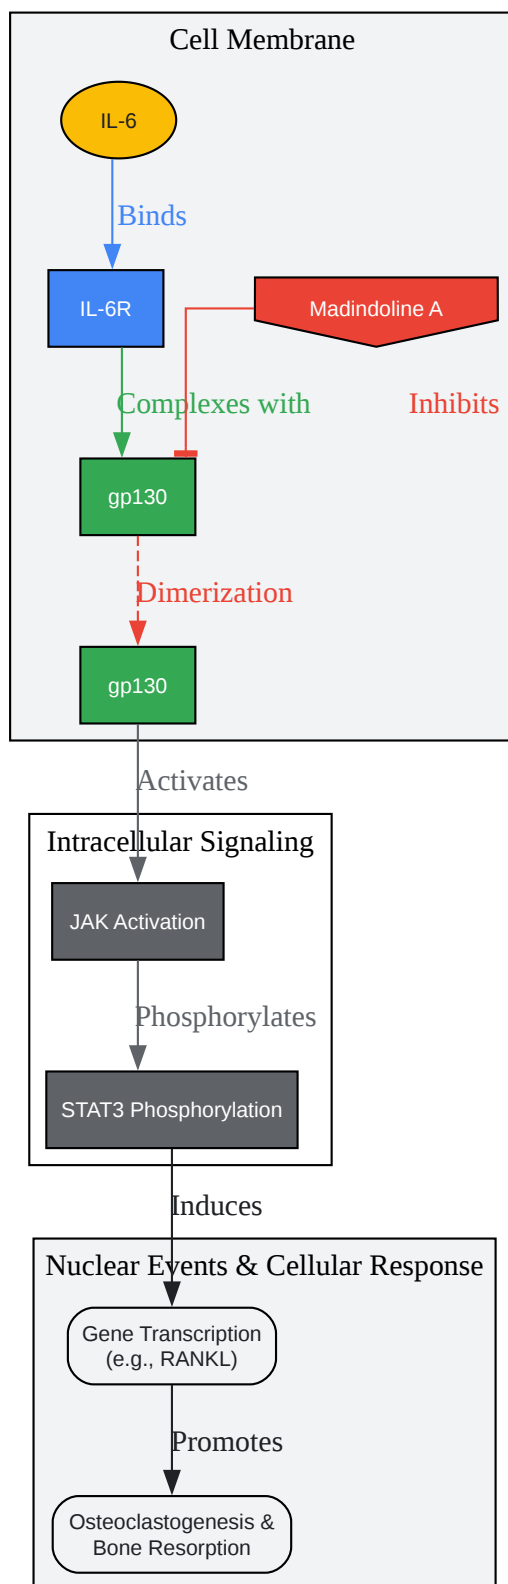 Cell Membrane
IL-6
Binds
IL-6R
Madindoline A
Complexes with
Inhibits
gp130
Dimerization
gp130
Activates
Intracellular Signaling
JAK Activation
Phosphorylates
STAT3 Phosphorylation
Induces
Nuclear Events & Cellular Response
Gene Transcription
(e.g., RANKL)
Promotes
Osteoclastogenesis &
Bone Resorption